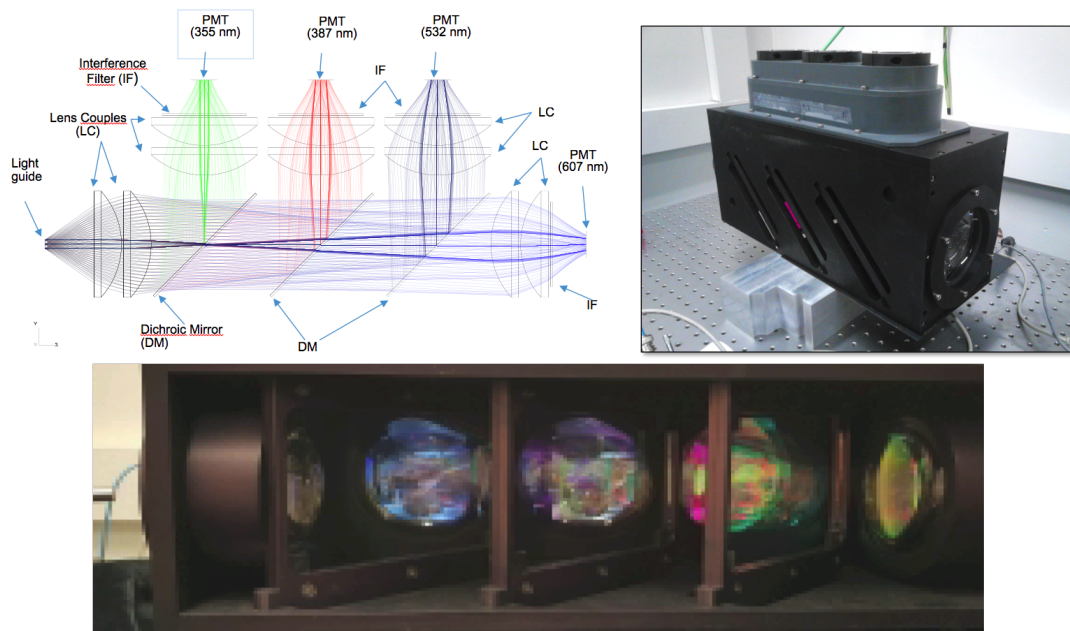 PMT
(355 nm)
PMT
(387 nm)
PMT
(532 nm)
Interference
Filter (IF)
IF
Lens Couples
(LC)
LC
LC
Light
guide
PMT
(607 nm)
IF
Dichroic Mirror
(DM)
DM
Y